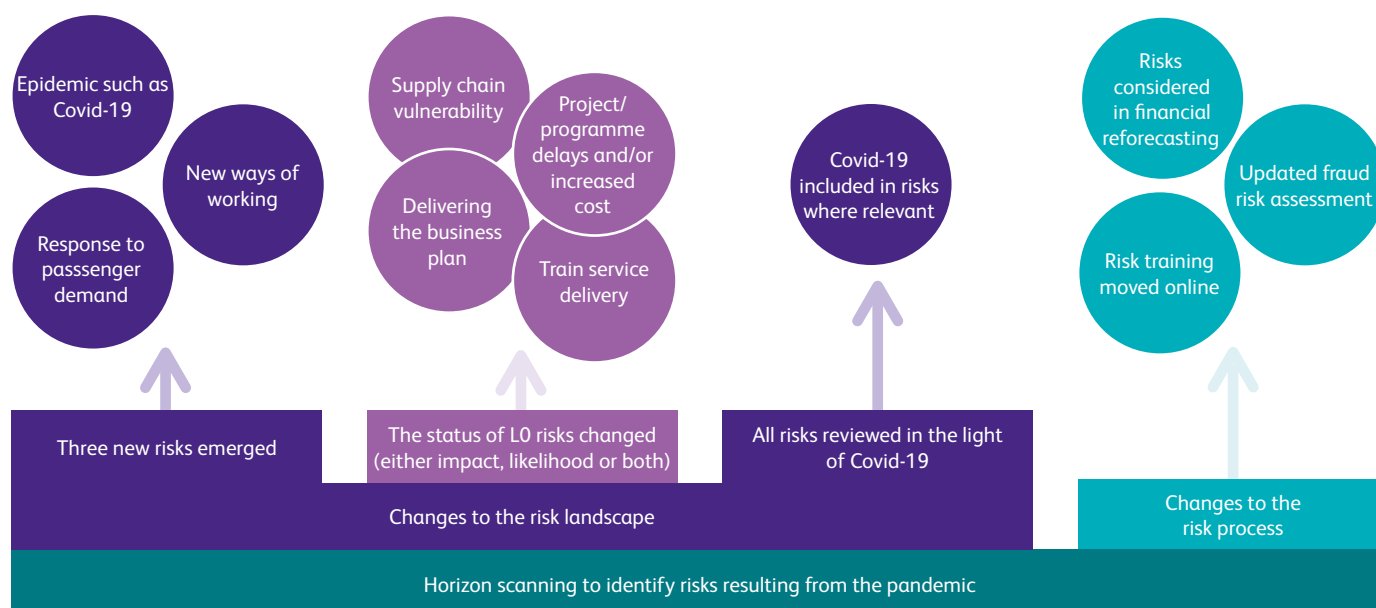 Epidemic such as
Covid-19
New ways of
working
Response to
passsenger
demand
Supply chain
vulnerability
Project/
programme
delays and/or
increased
cost
Delivering
the business
plan
Train service
delivery
Covid-19
included in risks
where relevant
Risks
considered
in financial
reforecasting
Updated fraud
risk assessment
Risk training
moved online
Three new risks emerged
The status of L0 risks changed
(either impact, likelihood or both)
All risks reviewed in the light
of Covid-19
Changes to the risk landscape
Changes to the
risk process
Horizon scanning to identify risks resulting from the pandemic